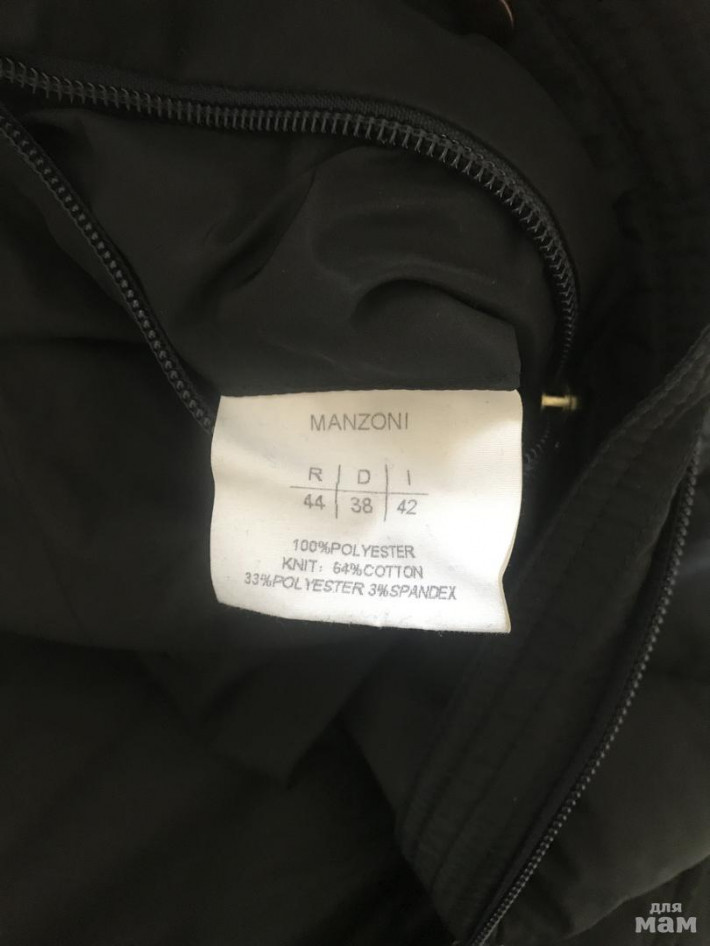 MANZONI
R | D | I
44 | 38 | 42
100%POLYESTER
KNIT: 64%COTTON
33%POLYESTER 3%SPANDEX
для
мам